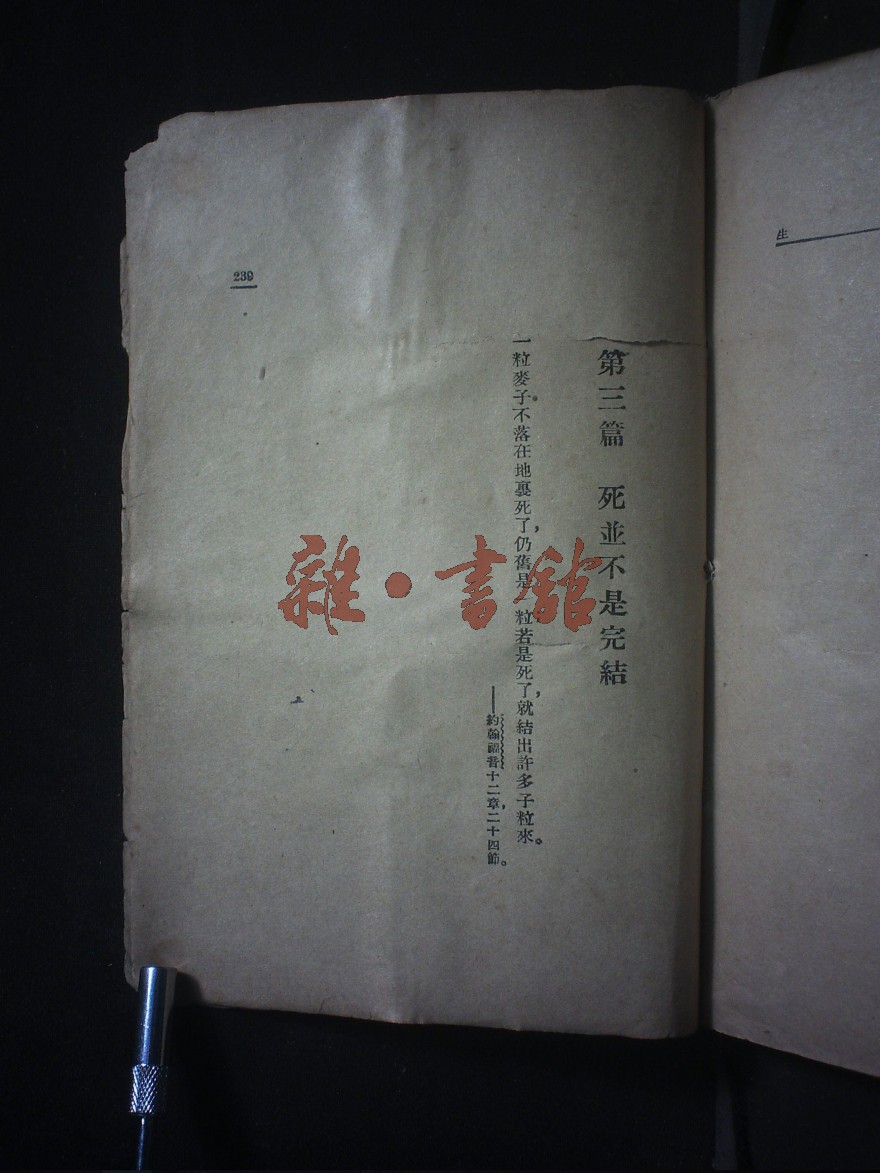 生
第三篇　死並不是完結
一粒麥子不落在地裏死了，仍舊是一粒若是死了，就結出許多子粒來。
——約翰福音十二章，二十四節。
239
雜·書館